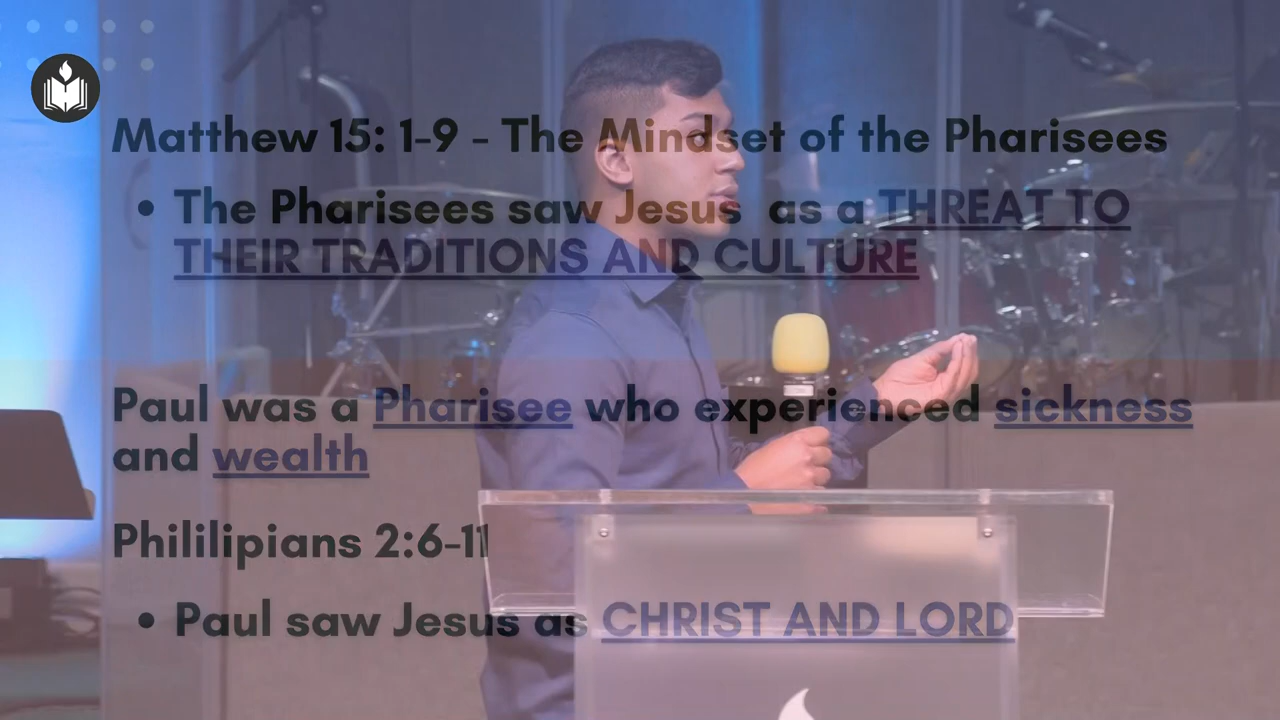 Matthew 15: 1-9 - The Mindset of the Pharisees
• The Pharisees saw Jesus as a THREAT TO
THEIR TRADITIONS AND CULTURE
Paul was a Pharisee who experienced sickness
and wealth
Phililipians 2:6-11
• Paul saw Jesus as CHRIST AND LORD